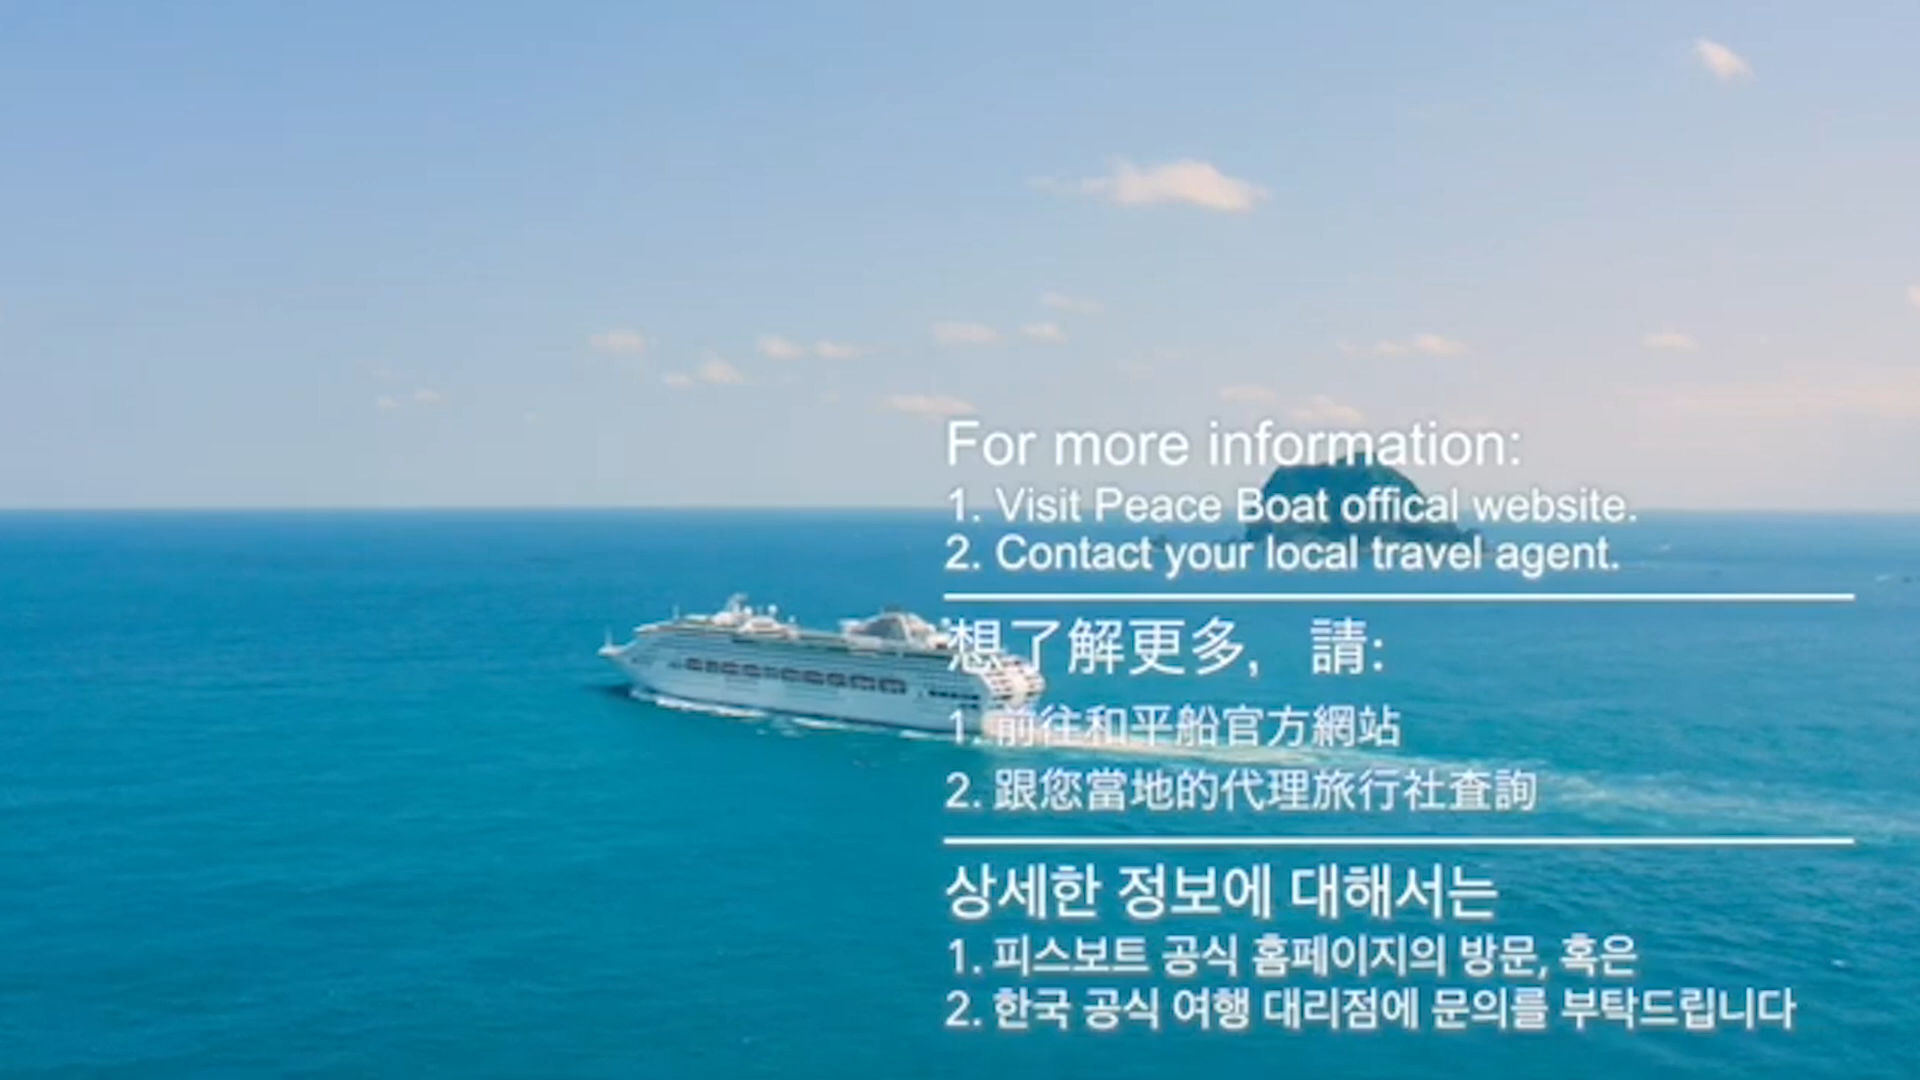 For more information:
1. Visit Peace Boat offical website.
2. Contact your local travel agent.
想了解更多，請:
1. 前往和平船官方網站
2. 跟您當地的代理旅行社査詢
상세한 정보에 대해서는
1. 피스보트 공식 홈페이지의 방문, 혹은
2. 한국 공식 여행 대리점에 문의를 부탁드립니다